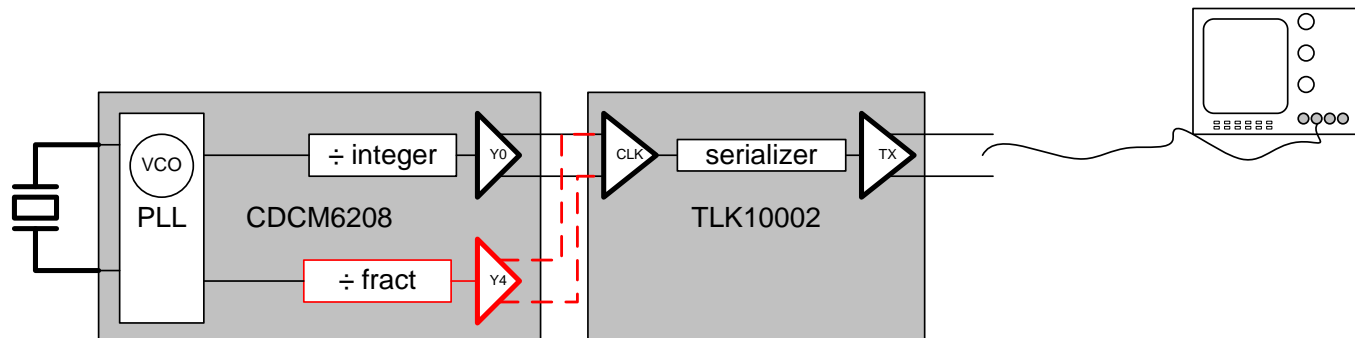 VCO
PLL
÷ integer
Y0
CDCM6208
÷ fract
Y4
CLK
serializer
TX
TLK10002